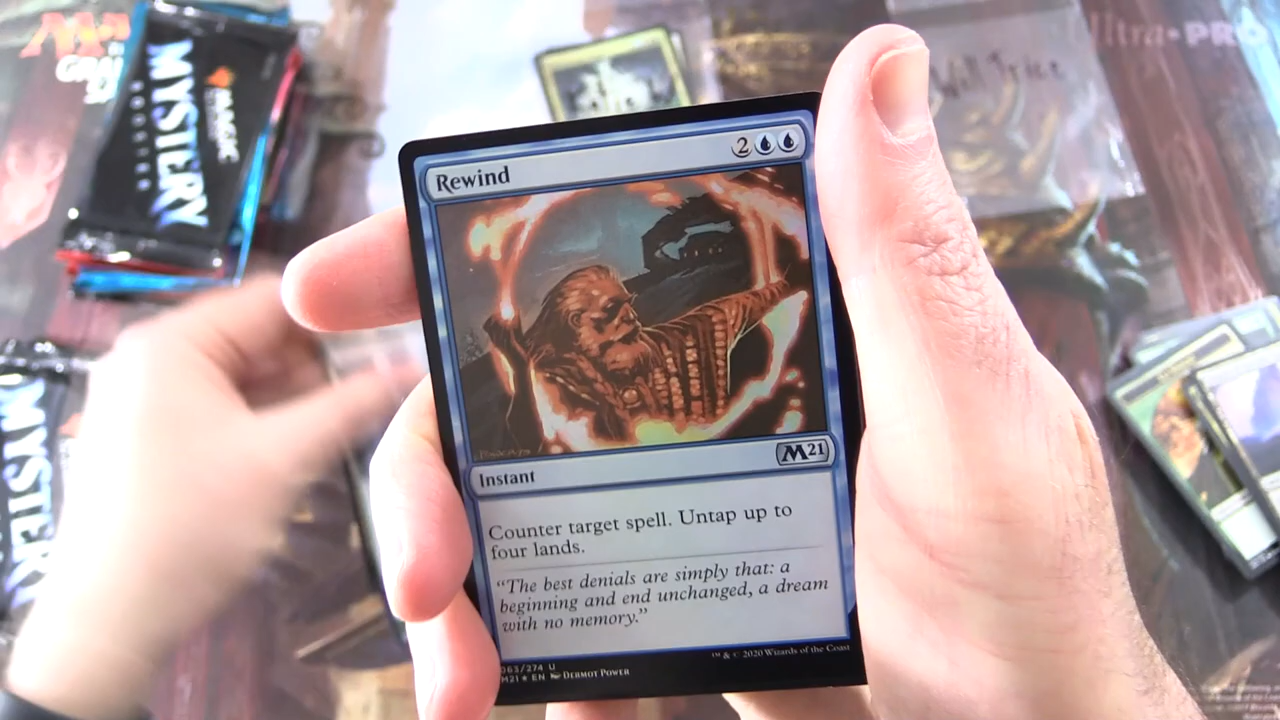 MYSTERY
BOOSTER
MAGIC
Ultra•PRO
Rewind
2
M21
Instant
Counter target spell. Untap up to
four lands.
“The best denials are simply that: a
beginning and end unchanged, a dream
with no memory.”
063/274 U
M21 EN DERMOT POWER
™ & © 2020 Wizards of the Coast
MYSTERY